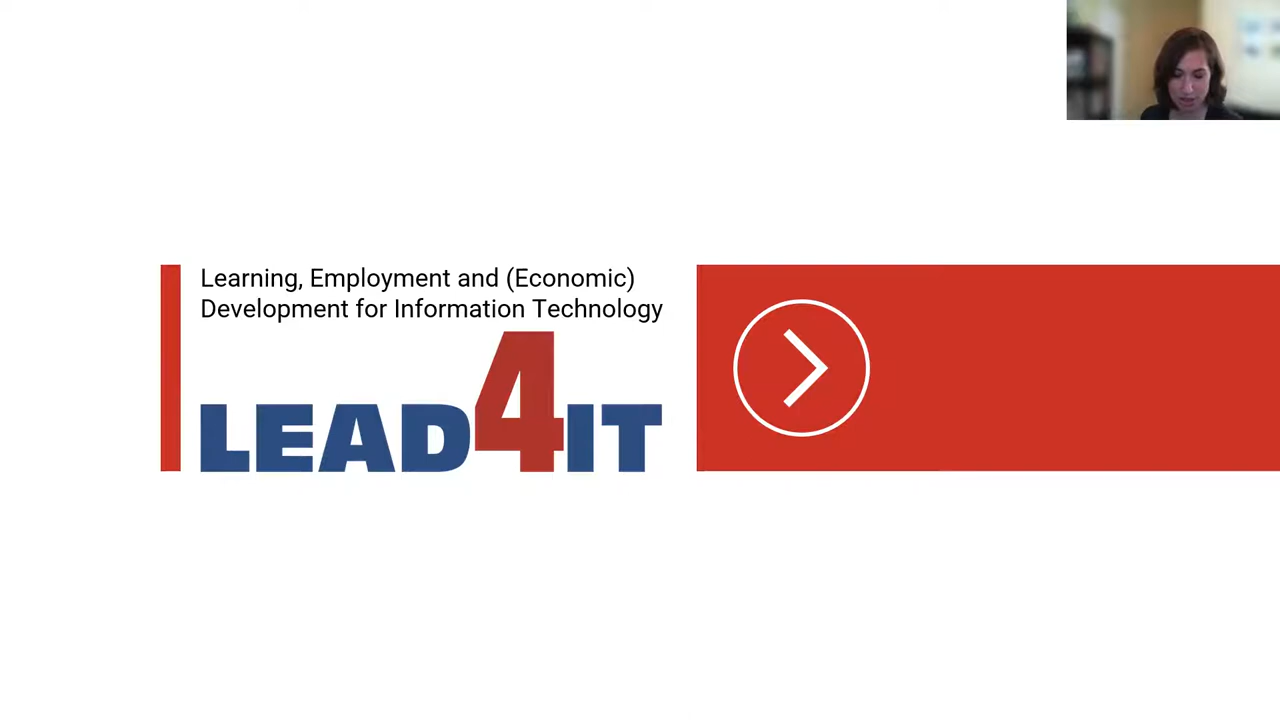 Learning, Employment and (Economic)
Development for Information Technology
LEAD4IT